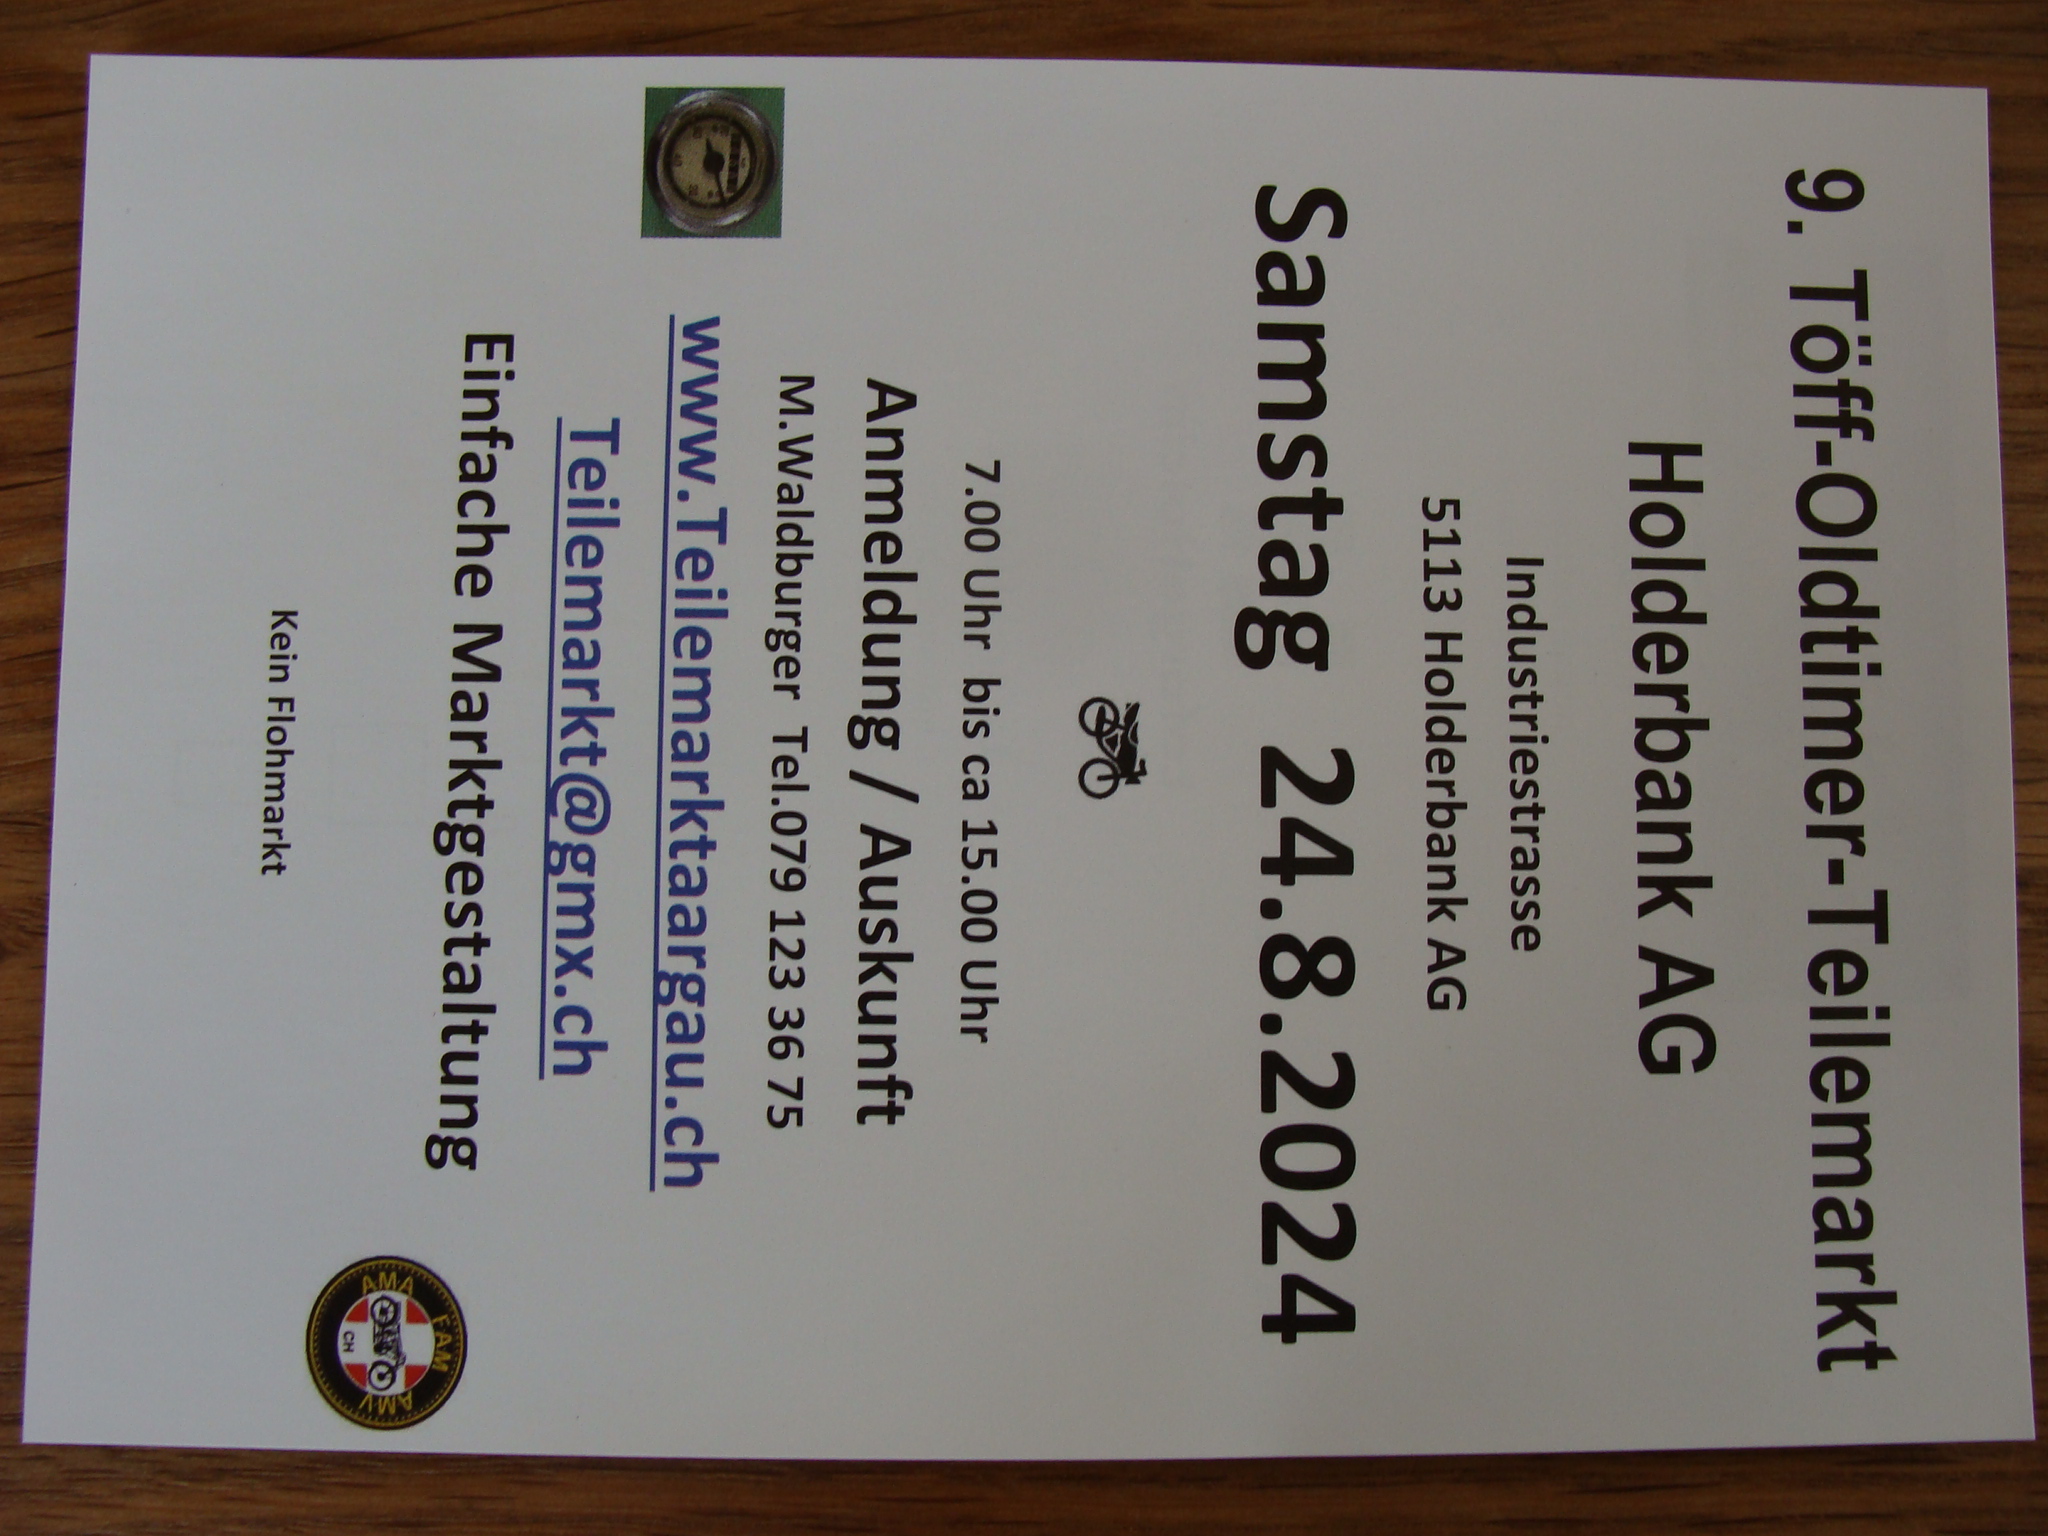 9. Töff-Oldtimer-Teilemarkt
Holderbank AG
Industriestrasse
5113 Holderbank AG
Samstag 24.8.2024
7.00 Uhr bis ca 15.00 Uhr
Anmeldung / Auskunft
M.Waldburger Tel.079 123 36 75
www.Teilemarktaargau.ch
Teilemarkt@gmx.ch
Einfache Marktgestaltung
Kein Flohmarkt
AMA FAM AMV
CH